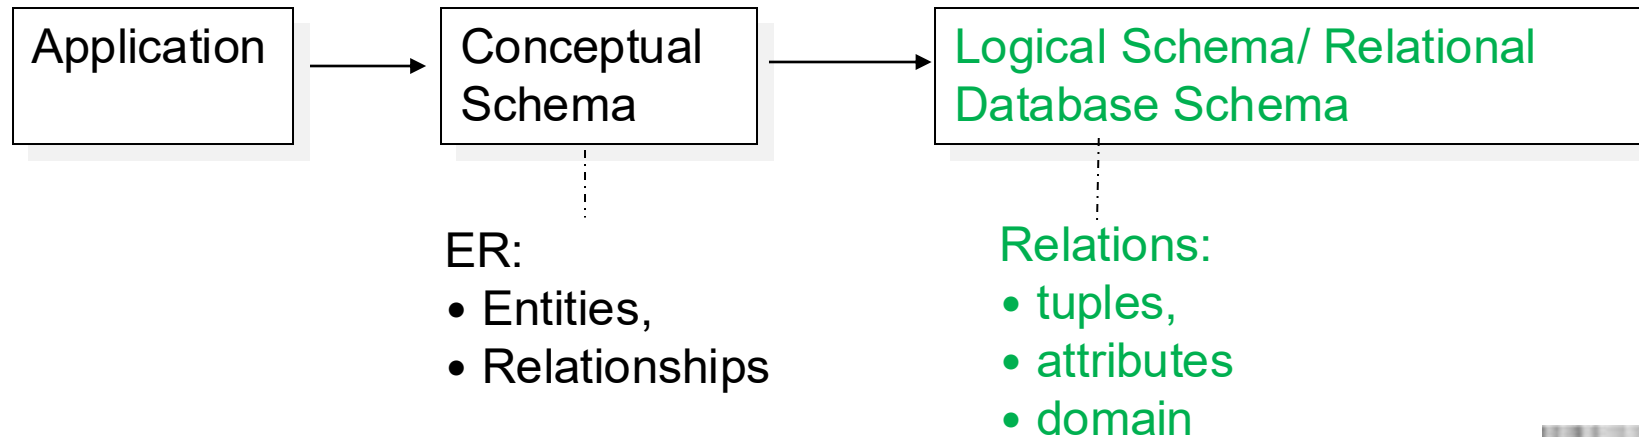 Application
Conceptual
Schema
Logical Schema/ Relational
Database Schema
ER:
• Entities,
• Relationships
Relations:
• tuples,
• attributes
• domain